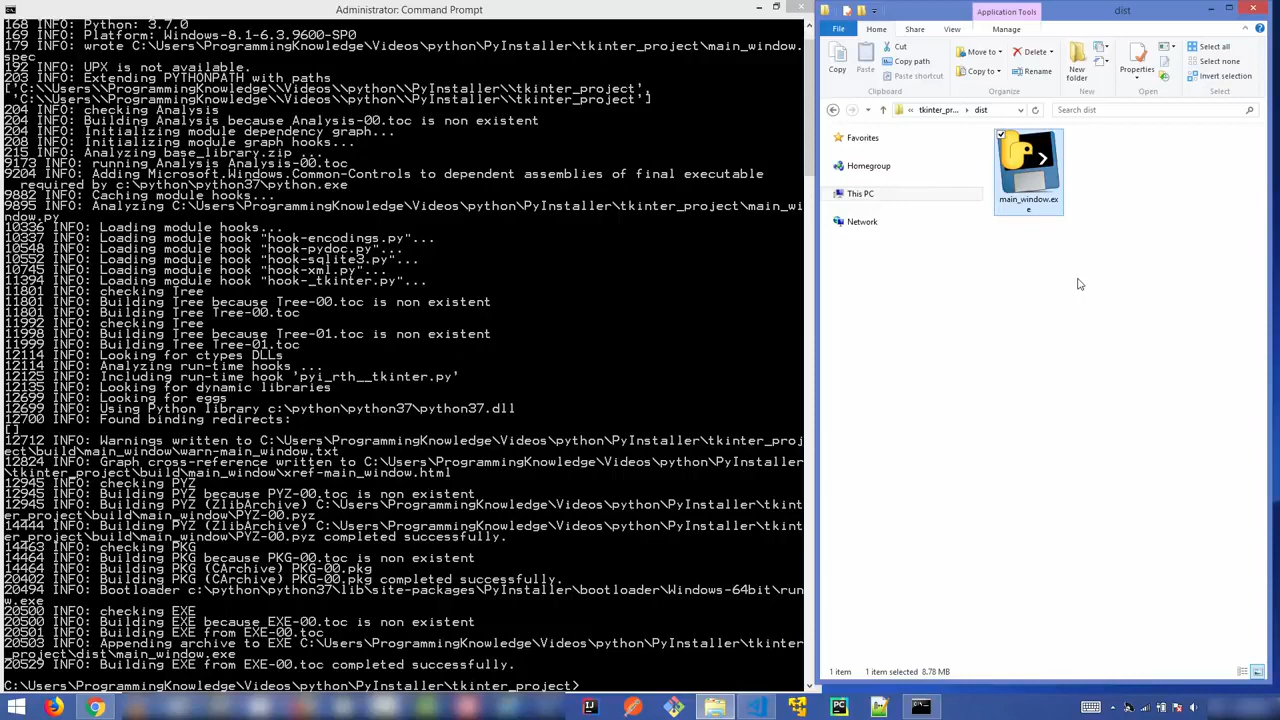 Administrator: Command Prompt
168 INFO: Python: 3.7.0
169 INFO: Platform: Windows-8.1-6.3.9600-SP0
179 INFO: wrote C:\Users\ProgrammingKnowledge\Videos\python\PyInstaller\tkinter_project\main_window.
spec
192 INFO: UPX is not available.
203 INFO: Extending PYTHONPATH with paths
['C:\\Users\\ProgrammingKnowledge\\Videos\\python\\PyInstaller\\tkinter_project',
 'C:\\Users\\ProgrammingKnowledge\\Videos\\python\\PyInstaller\\tkinter_project']
204 INFO: checking Analysis
204 INFO: Building Analysis because Analysis-00.toc is non existent
204 INFO: Initializing module dependency graph...
208 INFO: Initializing module graph hooks...
215 INFO: Analyzing base_library.zip ...
9173 INFO: running Analysis Analysis-00.toc
9204 INFO: Adding Microsoft.Windows.Common-Controls to dependent assemblies of final executable
  required by c:\python\python37\python.exe
9882 INFO: Caching module hooks...
9895 INFO: Analyzing C:\Users\ProgrammingKnowledge\Videos\python\PyInstaller\tkinter_project\main_wi
ndow.py
10336 INFO: Loading module hooks...
10337 INFO: Loading module hook "hook-encodings.py"...
10548 INFO: Loading module hook "hook-pydoc.py"...
10552 INFO: Loading module hook "hook-sqlite3.py"...
10745 INFO: Loading module hook "hook-xml.py"...
11394 INFO: Loading module hook "hook-_tkinter.py"...
11801 INFO: checking Tree
11801 INFO: Building Tree because Tree-00.toc is non existent
11801 INFO: Building Tree Tree-00.toc
11992 INFO: checking Tree
11998 INFO: Building Tree because Tree-01.toc is non existent
11999 INFO: Building Tree Tree-01.toc
12114 INFO: Looking for ctypes DLLs
12114 INFO: Analyzing run-time hooks ...
12125 INFO: Including run-time hook 'pyi_rth__tkinter.py'
12135 INFO: Looking for dynamic libraries
12699 INFO: Looking for eggs
12699 INFO: Using Python library c:\python\python37\python37.dll
12700 INFO: Found binding redirects:
[]
12712 INFO: Warnings written to C:\Users\ProgrammingKnowledge\Videos\python\PyInstaller\tkinter_proj
ect\build\main_window\warn-main_window.txt
12824 INFO: Graph cross-reference written to C:\Users\ProgrammingKnowledge\Videos\python\PyInstaller
\tkinter_project\build\main_window\xref-main_window.html
12945 INFO: checking PYZ
12945 INFO: Building PYZ because PYZ-00.toc is non existent
12945 INFO: Building PYZ (ZlibArchive) C:\Users\ProgrammingKnowledge\Videos\python\PyInstaller\tkint
er_project\build\main_window\PYZ-00.pyz
14444 INFO: Building PYZ (ZlibArchive) C:\Users\ProgrammingKnowledge\Videos\python\PyInstaller\tkint
er_project\build\main_window\PYZ-00.pyz completed successfully.
14463 INFO: checking PKG
14464 INFO: Building PKG because PKG-00.toc is non existent
14464 INFO: Building PKG (CArchive) PKG-00.pkg
20402 INFO: Building PKG (CArchive) PKG-00.pkg completed successfully.
20494 INFO: Bootloader c:\python\python37\lib\site-packages\PyInstaller\bootloader\Windows-64bit\run
w.exe
20500 INFO: checking EXE
20500 INFO: Building EXE because EXE-00.toc is non existent
20501 INFO: Building EXE from EXE-00.toc
20503 INFO: Appending archive to EXE C:\Users\ProgrammingKnowledge\Videos\python\PyInstaller\tkinter
_project\dist\main_window.exe
20529 INFO: Building EXE from EXE-00.toc completed successfully.
C:\Users\ProgrammingKnowledge\Videos\python\PyInstaller\tkinter_project>
Application Tools
dist
File Home Share View Manage
Copy
Paste
Cut
Copy path
Paste shortcut
Clipboard
Move to
Copy to
Delete
Rename
Organize
New
folder
New
Properties
Open
Select all
Select none
Invert selection
Select
« tkinter_pr... dist
Search dist
Favorites
Homegroup
This PC
Network
main_window.ex
e
1 item 1 item selected 8.78 MB
PC